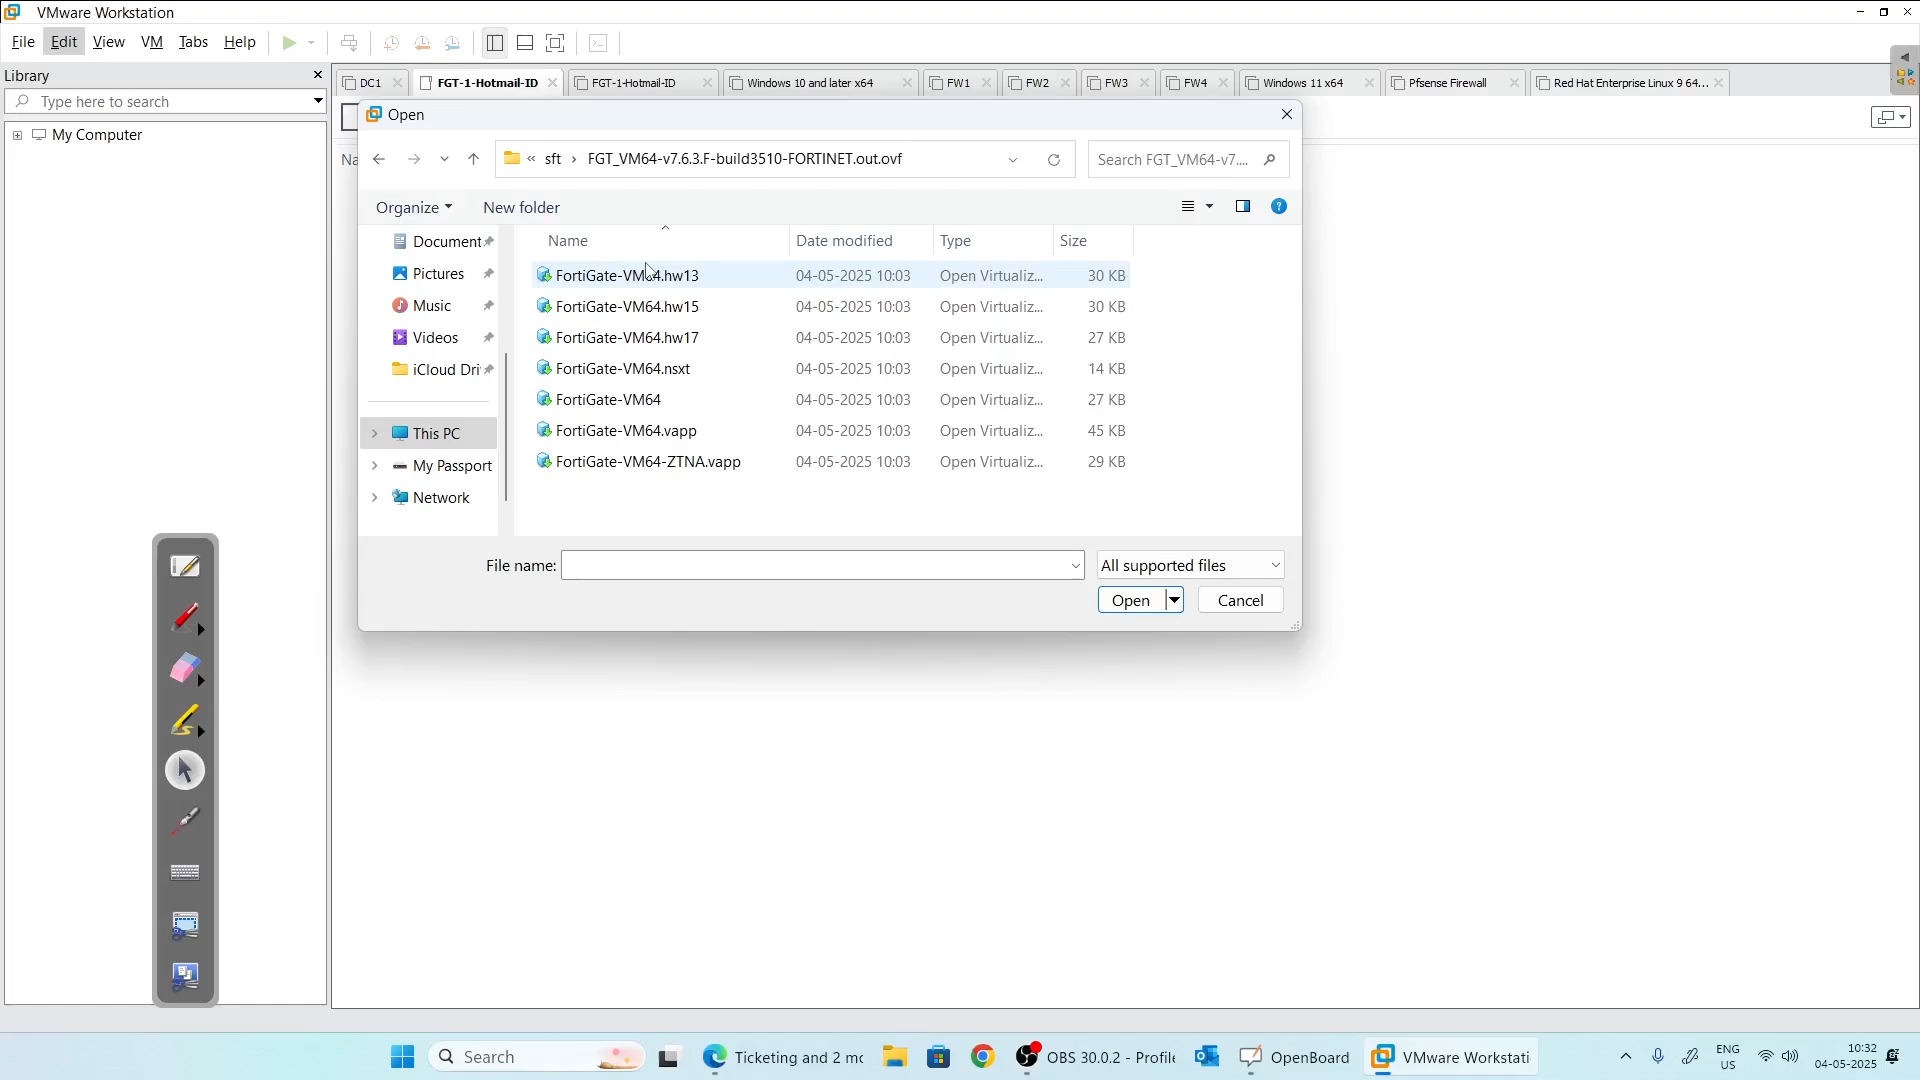 VMware Workstation
File Edit View VM Tabs Help
Library
Type here to search
My Computer
DC1
FGT-1-Hotmail-ID
FGT-1-Hotmail-ID
Windows 10 and later x64
FW1
FW2
FW3
FW4
Windows 11 x64
Pfsense Firewall
Red Hat Enterprise Linux 9 64...
Na
Open
« sft › FGT_VM64-v7.6.3.F-build3510-FORTINET.out.ovf
Search FGT_VM64-v7....
Organize New folder
Document
Pictures
Music
Videos
iCloud Dri
This PC
My Passport
Network
Name Date modified Type Size
FortiGate-VM64.hw13 04-05-2025 10:03 Open Virtualiz... 30 KB
FortiGate-VM64.hw15 04-05-2025 10:03 Open Virtualiz... 30 KB
FortiGate-VM64.hw17 04-05-2025 10:03 Open Virtualiz... 27 KB
FortiGate-VM64.nsxt 04-05-2025 10:03 Open Virtualiz... 14 KB
FortiGate-VM64 04-05-2025 10:03 Open Virtualiz... 27 KB
FortiGate-VM64.vapp 04-05-2025 10:03 Open Virtualiz... 45 KB
FortiGate-VM64-ZTNA.vapp 04-05-2025 10:03 Open Virtualiz... 29 KB
File name: All supported files
Open Cancel
Search
Ticketing and 2 mo
OBS 30.0.2 - Profile
OpenBoard
VMware Workstati
ENG
US
10:32
04-05-2025